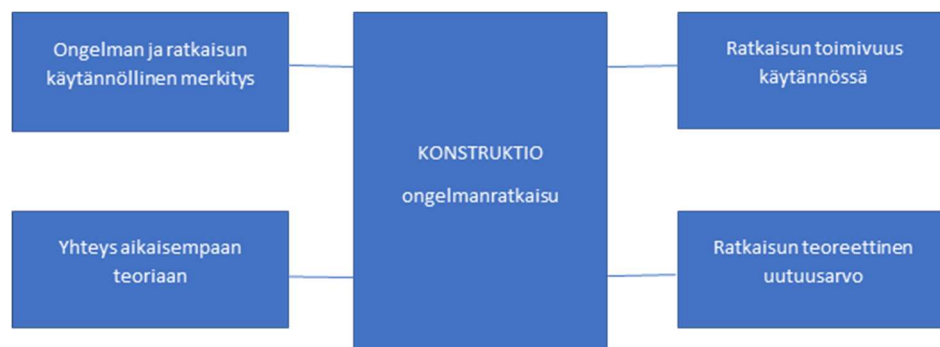 Ongelman ja ratkaisun
käytännöllinen merkitys
Yhteys aikaisempaan
teoriaan
KONSTRUKTIO
ongelmanratkaisu
Ratkaisun toimivuus
käytännössä
Ratkaisun teoreettinen
uutuusarvo